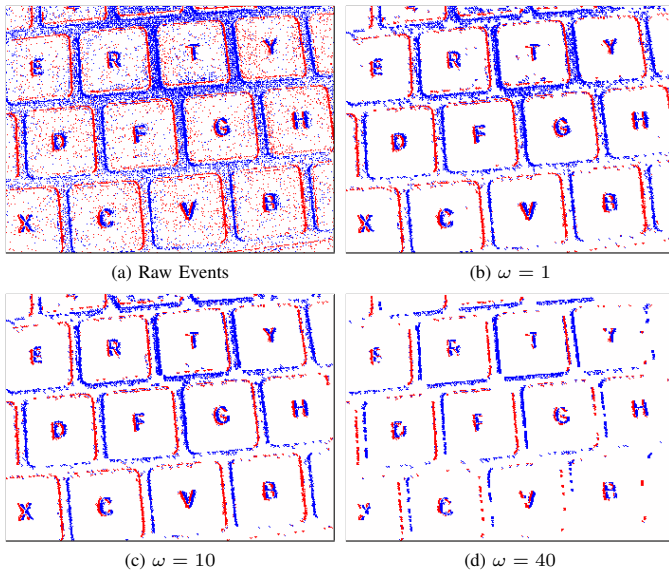 E R T Y
D F G H
X C V B
(a) Raw Events
E R T Y
D F G H
X C V B
(b) ω = 1
E R T Y
D F G H
X C V B
(c) ω = 10
E R T Y
D F G H
V C V B
(d) ω = 40